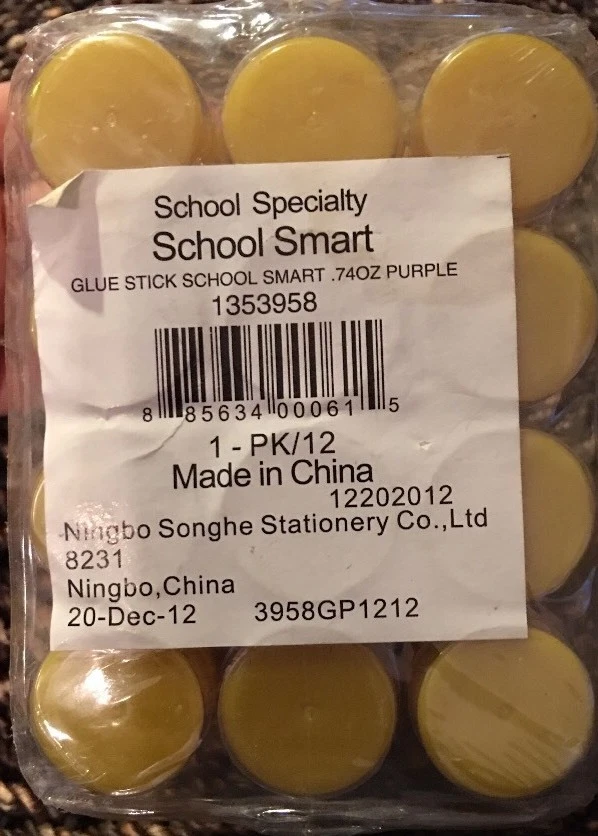 School Specialty
School Smart
GLUE STICK SCHOOL SMART .74OZ PURPLE
1353958
8 85634 00061 5
1 - PK/12
Made in China
12202012
Ningbo Songhe Stationery Co.,Ltd
8231
Ningbo,China
20-Dec-12 3958GP1212